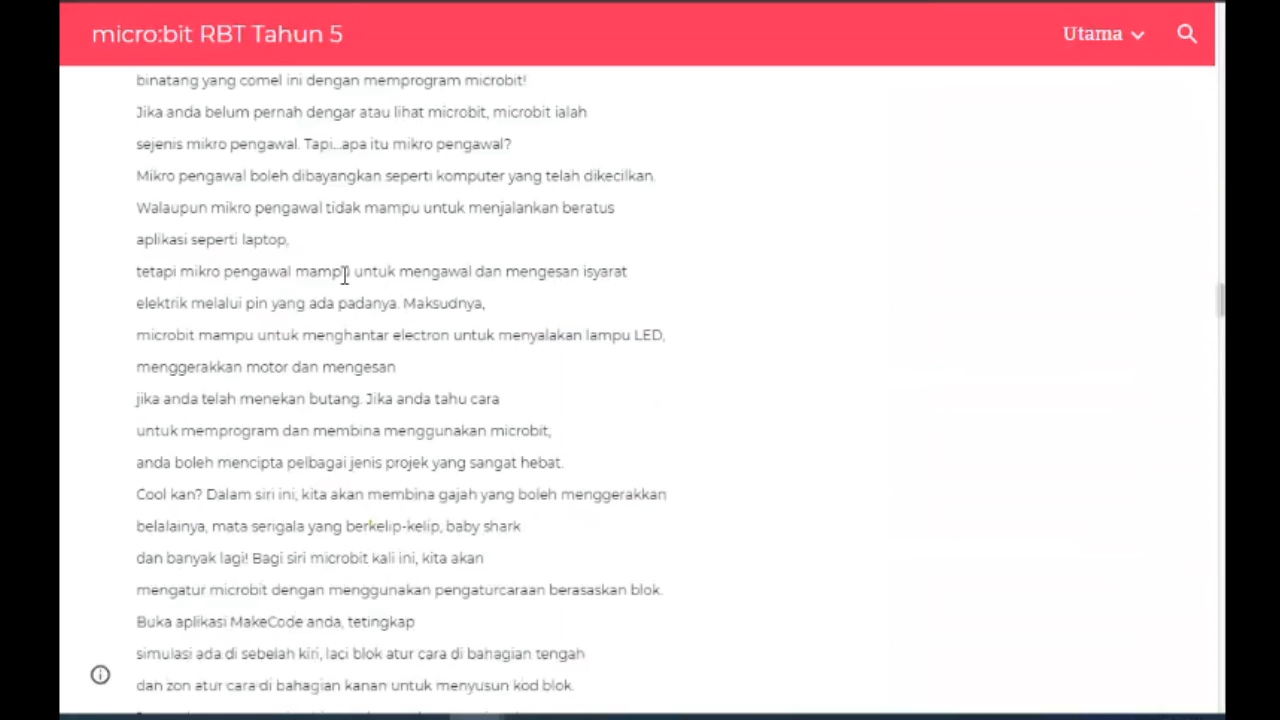 micro:bit RBT Tahun 5
Utama
binatang yang comel ini dengan memprogram microbit!
Jika anda belum pernah dengar atau lihat microbit, microbit ialah
sejenis mikro pengawal. Tapi...apa itu mikro pengawal?
Mikro pengawal boleh dibayangkan seperti komputer yang telah dikecilkan.
Walaupun mikro pengawal tidak mampu untuk menjalankan beratus
aplikasi seperti laptop,
tetapi mikro pengawal mampu untuk mengawal dan mengesan isyarat
elektrik melalui pin yang ada padanya. Maksudnya,
microbit mampu untuk menghantar electron untuk menyalakan lampu LED,
menggerakkan motor dan mengesan
jika anda telah menekan butang. Jika anda tahu cara
untuk memprogram dan membina menggunakan microbit,
anda boleh mencipta pelbagai jenis projek yang sangat hebat.
Cool kan? Dalam siri ini, kita akan membina gajah yang boleh menggerakkan
belalainya, mata serigala yang berkelip-kelip, baby shark
dan banyak lagi! Bagi siri microbit kali ini, kita akan
mengatur microbit dengan menggunakan pengaturcaraan berasaskan blok.
Buka aplikasi MakeCode anda, tetingkap
simulasi ada di sebelah kiri, laci blok atur cara di bahagian tengah
dan zon atur cara di bahagian kanan untuk menyusun kod blok.